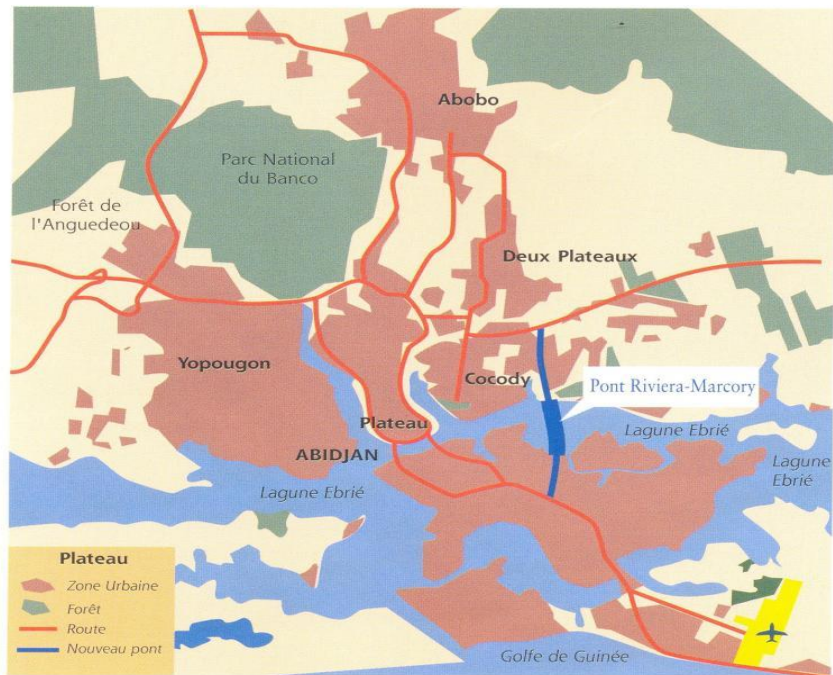 Abobo
Parc National
du Banco
Forêt de
l'Anguedeou
Deux Plateaux
Yopougon
Cocody
Pont Riviera-Marcory
Plateau
Lagune Ebrié
ABIDJAN
Lagune
Ebrié
Lagune Ebrié
Plateau
Zone Urbaine
Forêt
Route
Nouveau pont
Golfe de Guinée